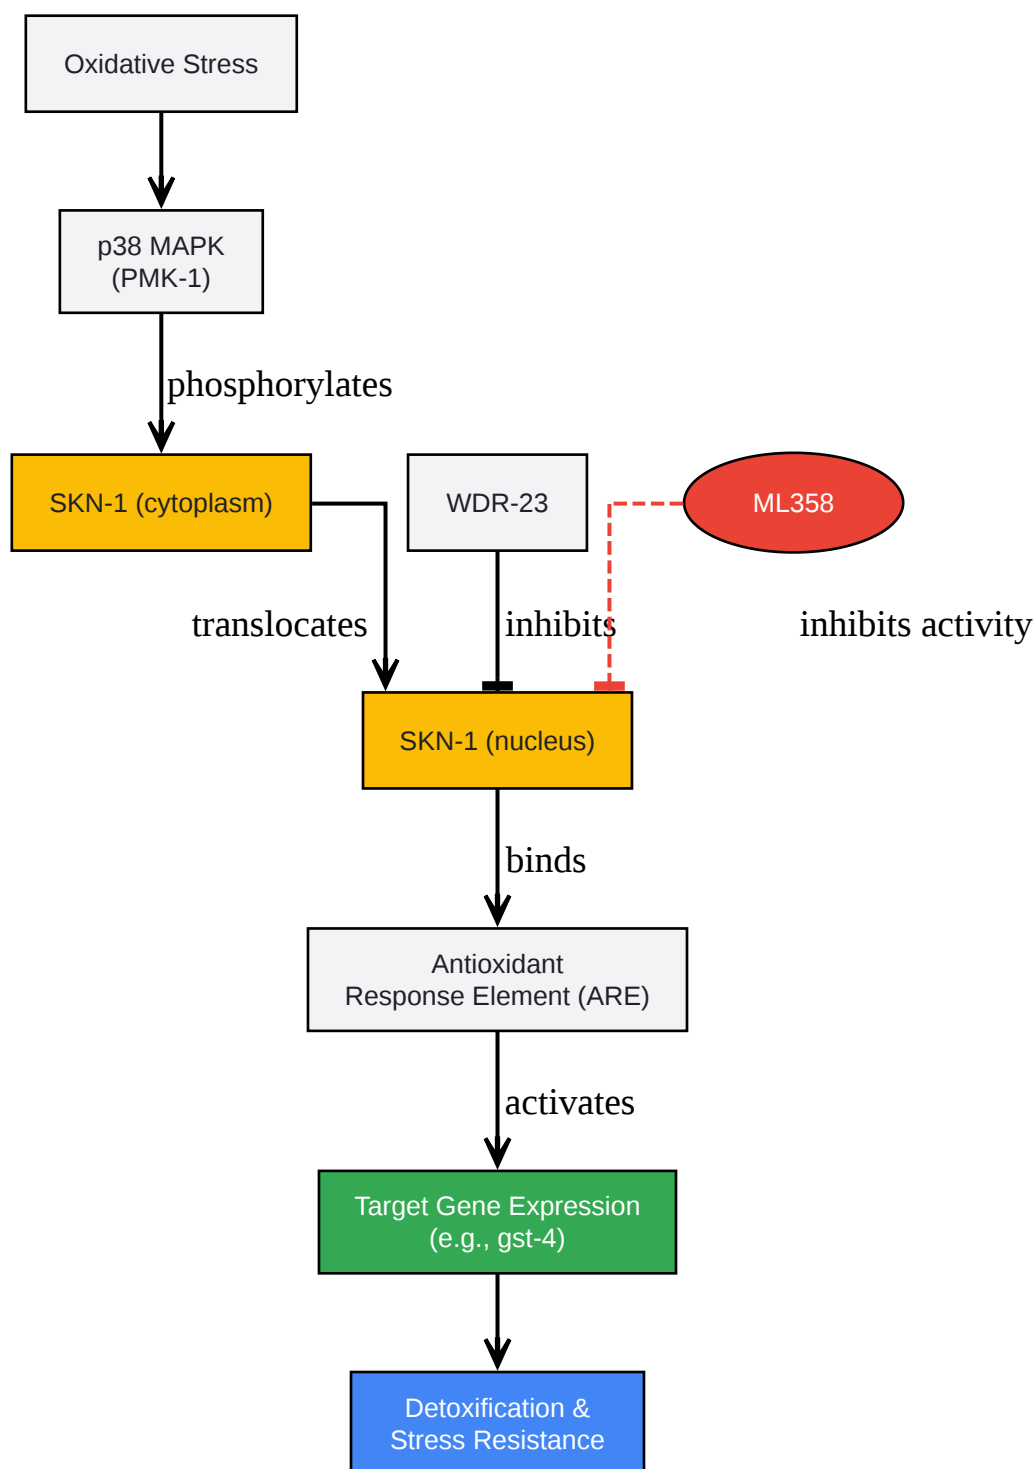 Oxidative Stress
p38 MAPK
(PMK-1)
phosphorylates
SKN-1 (cytoplasm)
WDR-23
ML358
translocates
inhibits
inhibits activity
SKN-1 (nucleus)
binds
Antioxidant
Response Element (ARE)
activates
Target Gene Expression
(e.g., gst-4)
Detoxification &
Stress Resistance